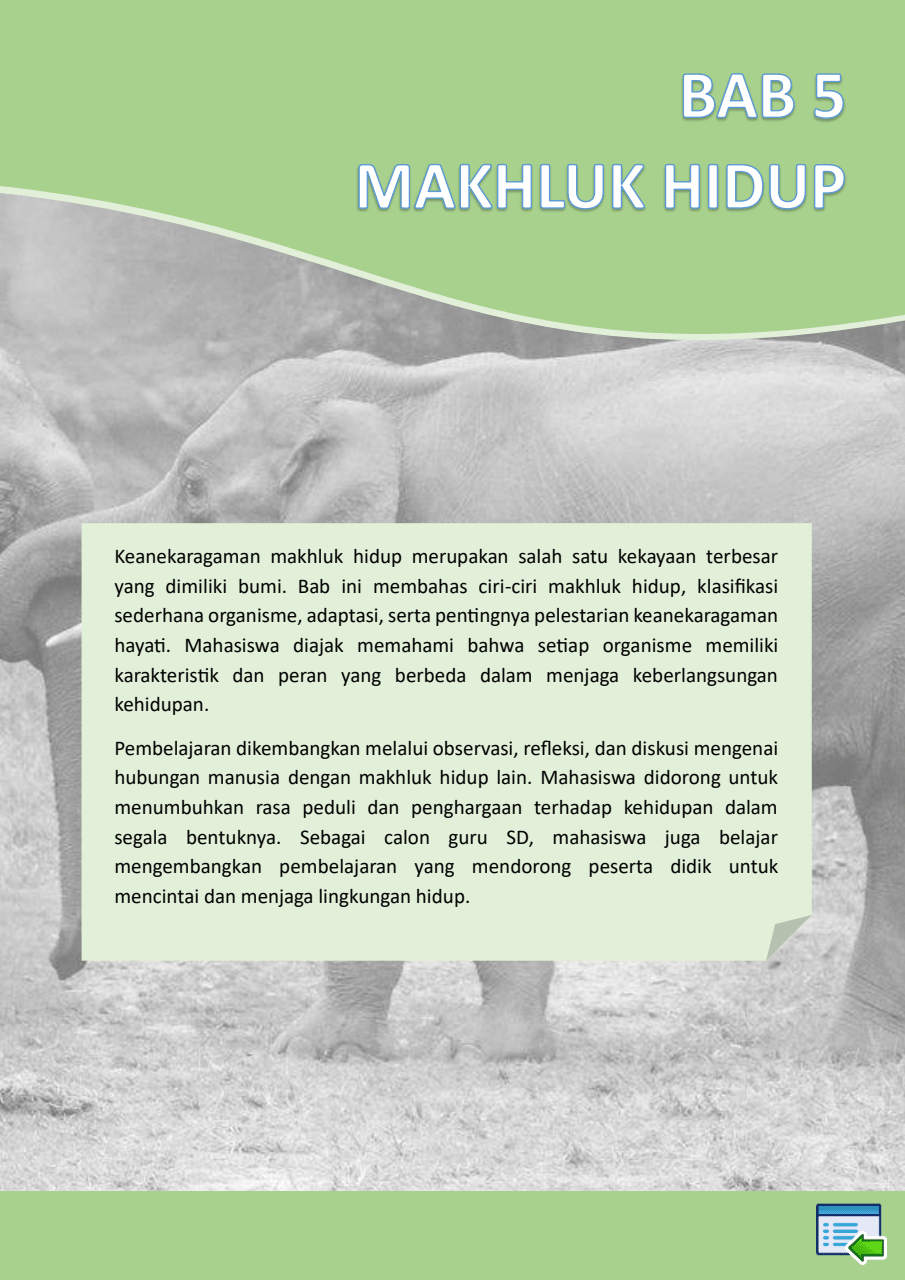 BAB 5
MAKHLUK HIDUP
Keanekaragaman makhluk hidup merupakan salah satu kekayaan terbesar
yang dimiliki bumi. Bab ini membahas ciri-ciri makhluk hidup, klasifikasi
sederhana organisme, adaptasi, serta pentingnya pelestarian keanekaragaman
hayati. Mahasiswa diajak memahami bahwa setiap organisme memiliki
karakteristik dan peran yang berbeda dalam menjaga keberlangsungan
kehidupan.
Pembelajaran dikembangkan melalui observasi, refleksi, dan diskusi mengenai
hubungan manusia dengan makhluk hidup lain. Mahasiswa didorong untuk
menumbuhkan rasa peduli dan penghargaan terhadap kehidupan dalam
segala bentuknya. Sebagai calon guru SD, mahasiswa juga belajar
mengembangkan pembelajaran yang mendorong peserta didik untuk
mencintai dan menjaga lingkungan hidup.